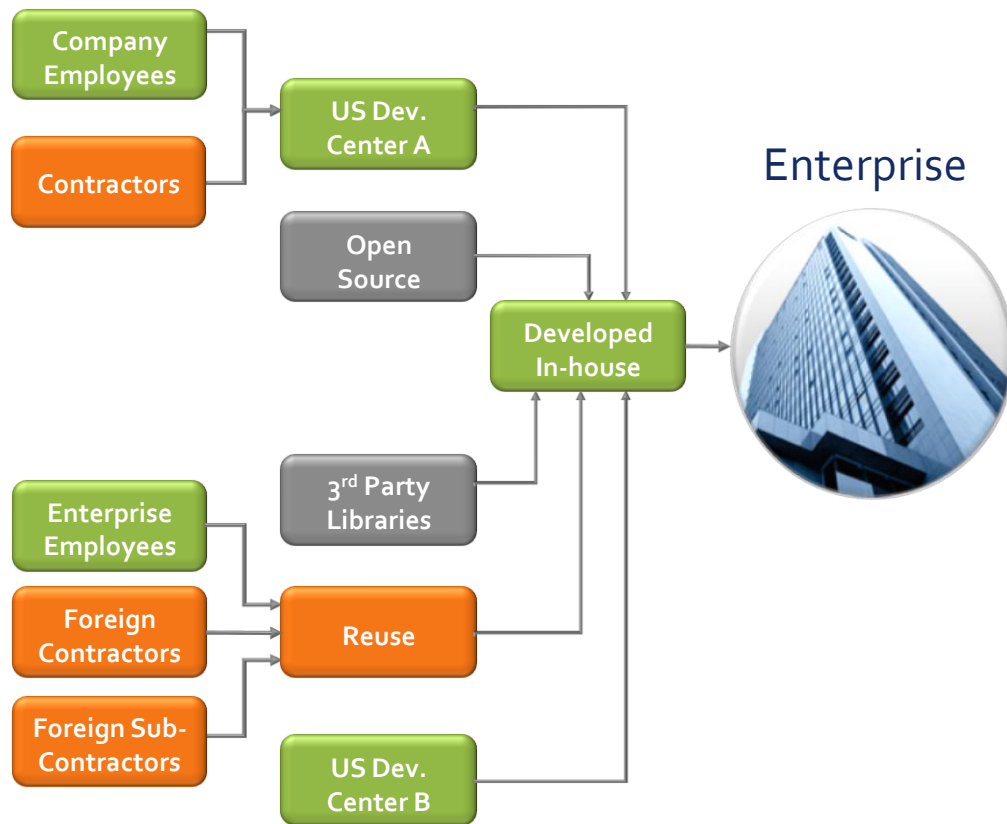 Company
Employees
Contractors
US Dev.
Center A
Open
Source
Enterprise
Developed
In-house
3rd Party
Libraries
Enterprise
Employees
Foreign
Contractors
Reuse
Foreign Sub-
Contractors
US Dev.
Center B